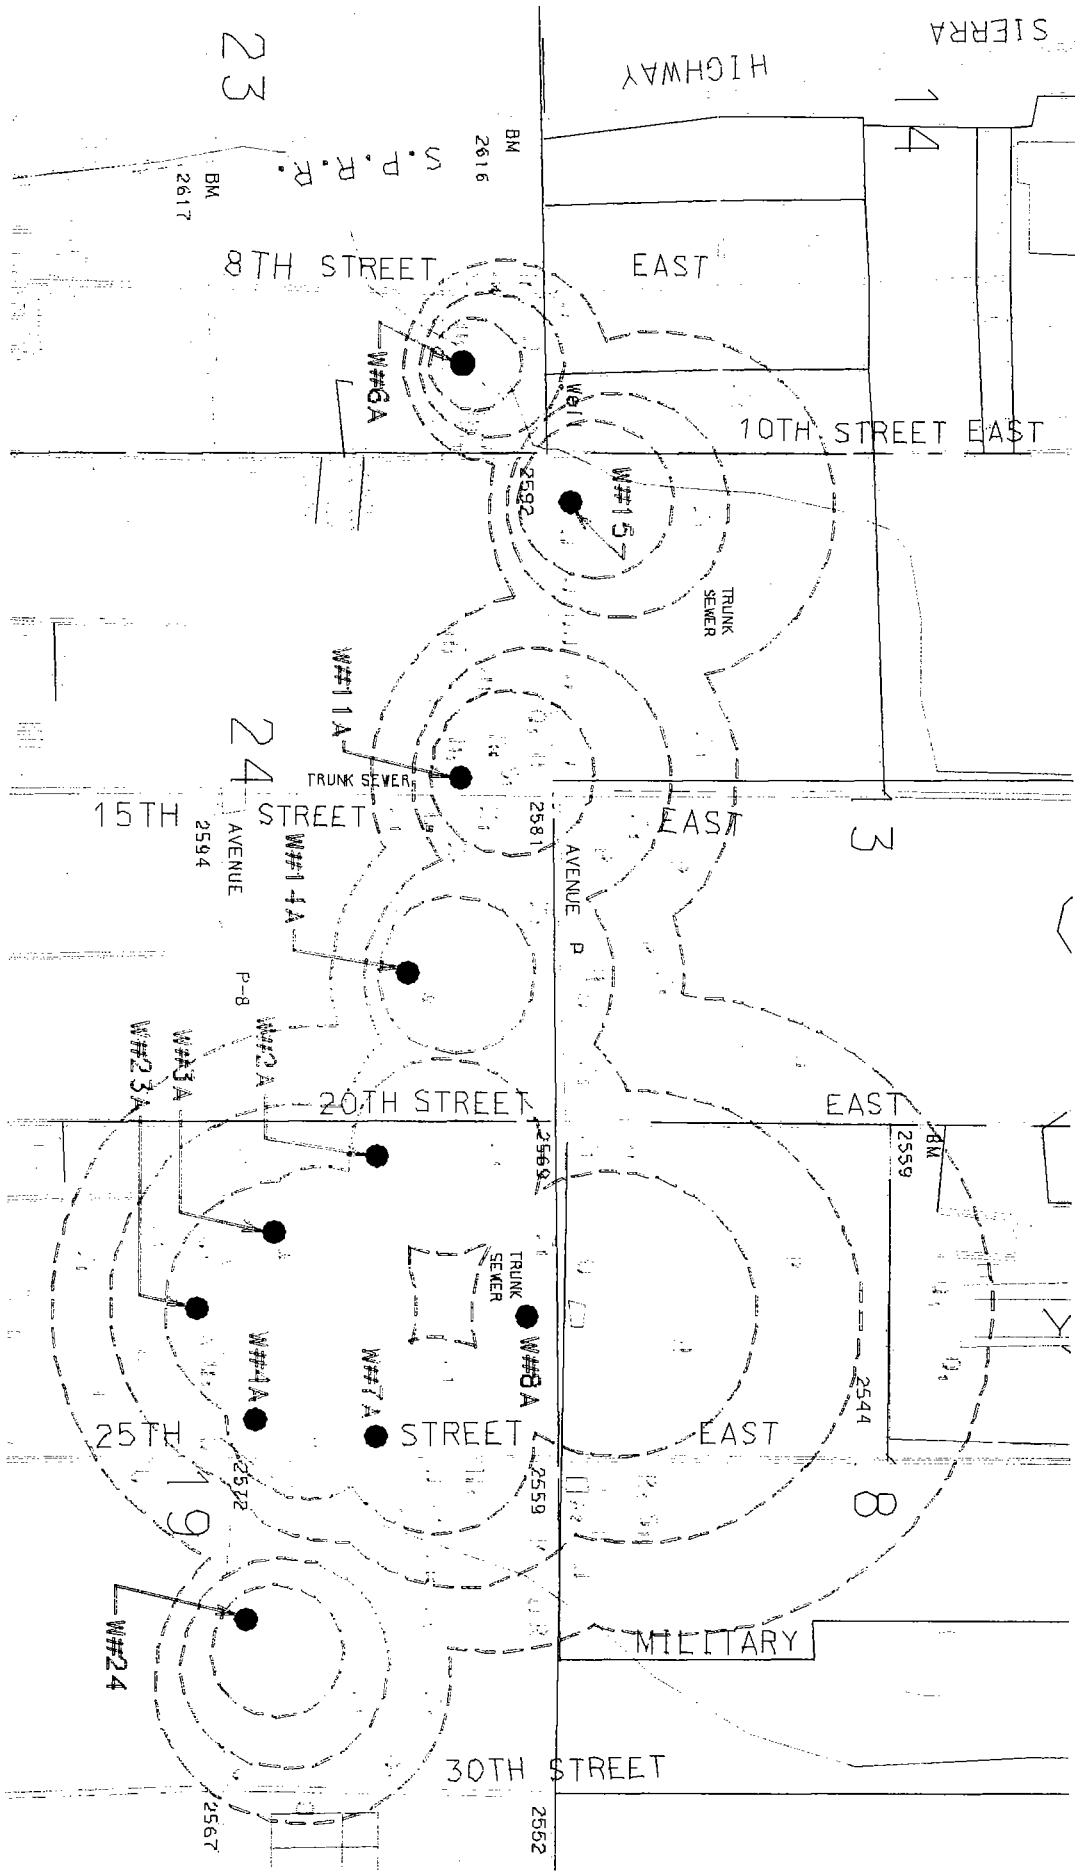 SIERRA
HIGHWAY
23
14
S.P.R.R.
BM
2616
BM
2617
8TH STREET EAST
W#6A
Well
10TH STREET EAST
2592
W#15
TRUNK
SEWER
W#11A
24
TRUNK SEWER
15TH STREET EAST
2581
2594
AVENUE P-8
AVENUE P
W#14A
W#2A
W#3A
W#23A
20TH STREET EAST
2569
BM
2559
TRUNK
SEWER
W#8A
W#4A
W#7A
2544
25TH STREET EAST
2559
19
8
W#24
MILITARY
30TH STREET
2567
2552